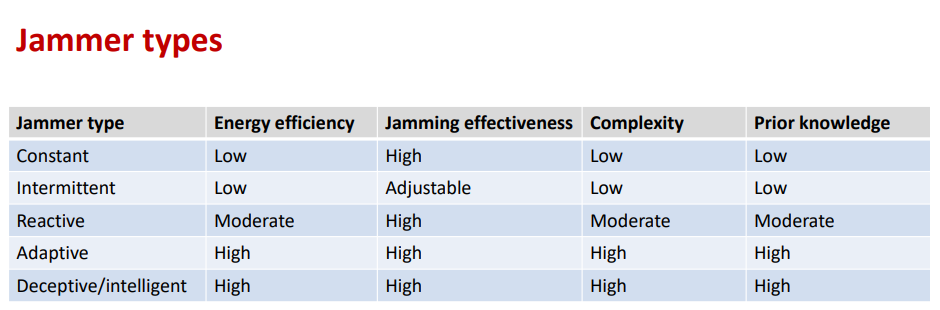 Jammer types
Jammer type Energy efficiency Jamming effectiveness Complexity Prior knowledge
Constant Low High Low Low
Intermittent Low Adjustable Low Low
Reactive Moderate High Moderate Moderate
Adaptive High High High High
Deceptive/intelligent High High High High